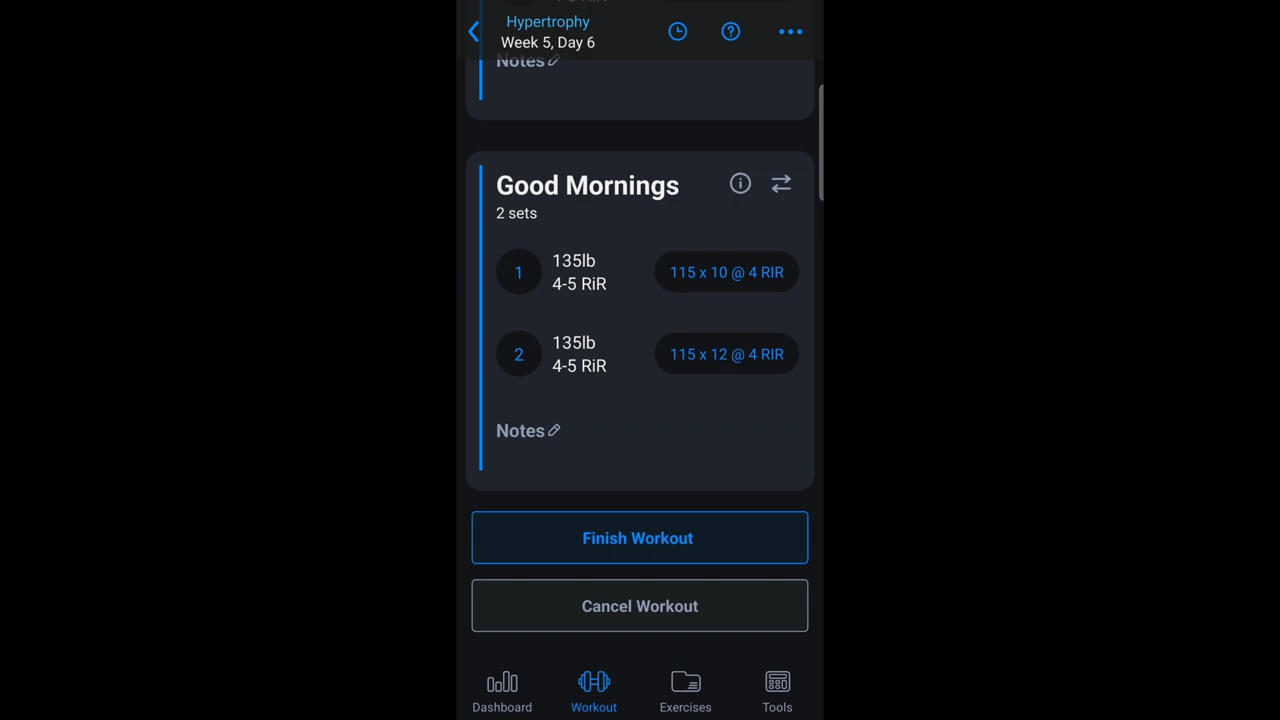 Hypertrophy
Week 5, Day 6
Notes
Good Mornings
2 sets
1
135lb
4-5 RiR
115 x 10 @ 4 RIR
2
135lb
4-5 RiR
115 x 12 @ 4 RIR
Notes
Finish Workout
Cancel Workout
Dashboard
Workout
Exercises
Tools